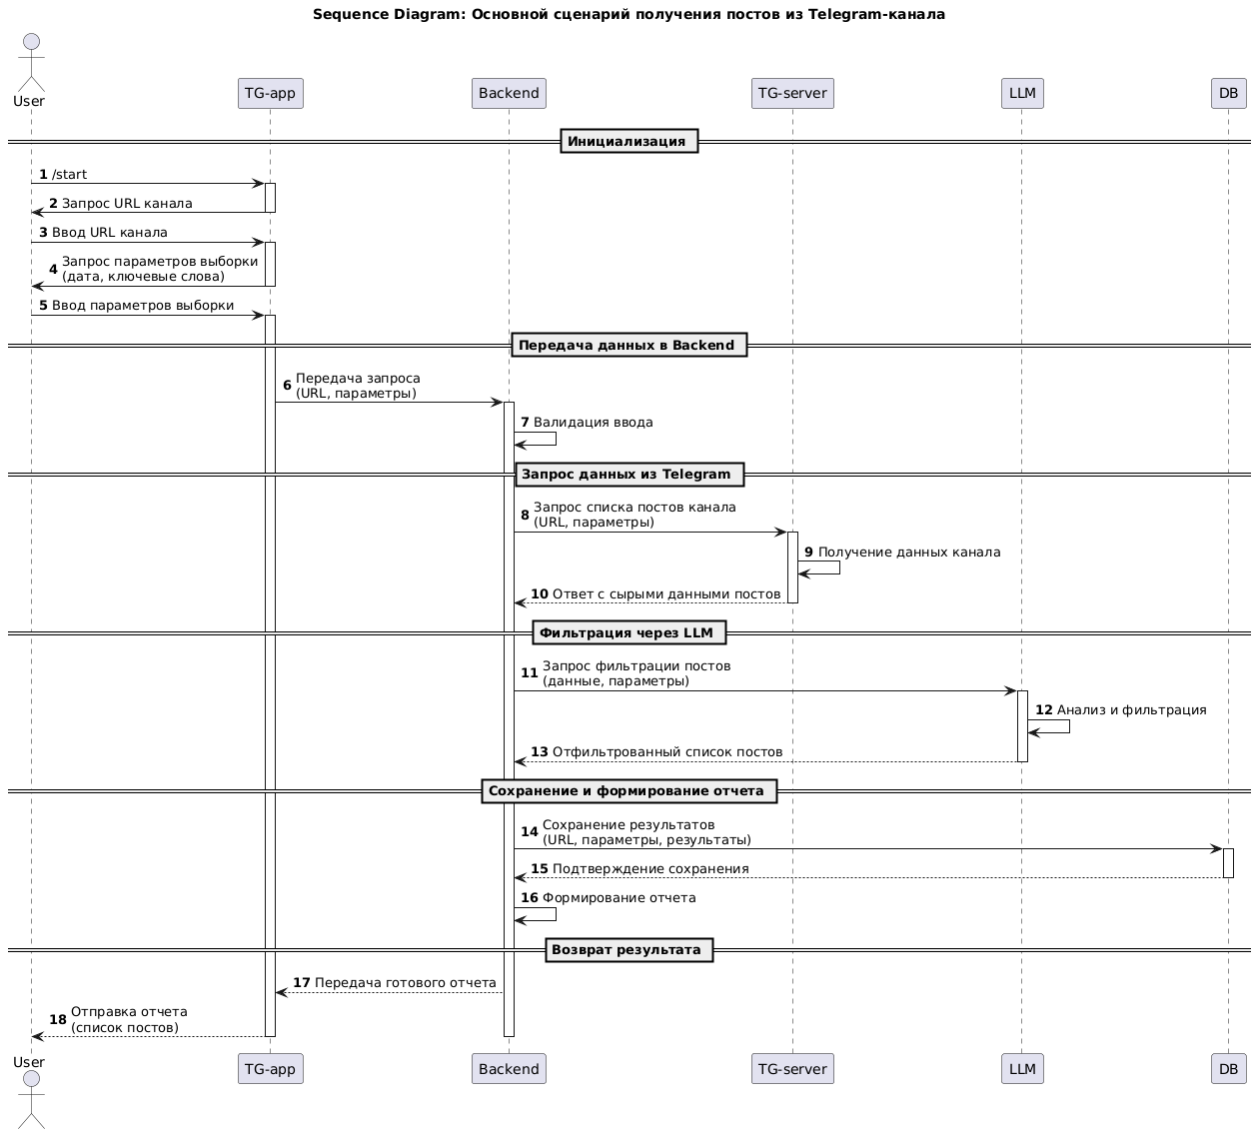 Sequence Diagram: Основной сценарий получения постов из Telegram-канала
User
TG-app
Backend
TG-server
LLM
DB
Инициализация
1 /start
2 Запрос URL канала
3 Ввод URL канала
4 Запрос параметров выборки
(дата, ключевые слова)
5 Ввод параметров выборки
Передача данных в Backend
6 Передача запроса
(URL, параметры)
7 Валидация ввода
Запрос данных из Telegram
8 Запрос списка постов канала
(URL, параметры)
9 Получение данных канала
10 Ответ с сырыми данными постов
Фильтрация через LLM
11 Запрос фильтрации постов
(данные, параметры)
12 Анализ и фильтрация
13 Отфильтрованный список постов
Сохранение и формирование отчета
14 Сохранение результатов
(URL, параметры, результаты)
15 Подтверждение сохранения
16 Формирование отчета
Возврат результата
17 Передача готового отчета
18 Отправка отчета
(список постов)
User
TG-app
Backend
TG-server
LLM
DB